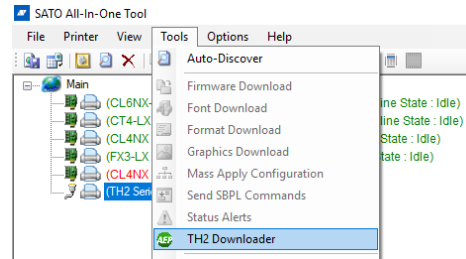 SATO All-In-One Tool
File Printer View Tools Options Help
Auto-Discover
Main
Firmware Download
(CL6NX- ine State : Idle)
Font Download
(CT4-LX line State : Idle)
Format Download
(CL4NX State : Idle)
Graphics Download
(FX3-LX tate : Idle)
Mass Apply Configuration
(CL4NX
Send SBPL Commands
(TH2 Seri
Status Alerts
AEP
TH2 Downloader